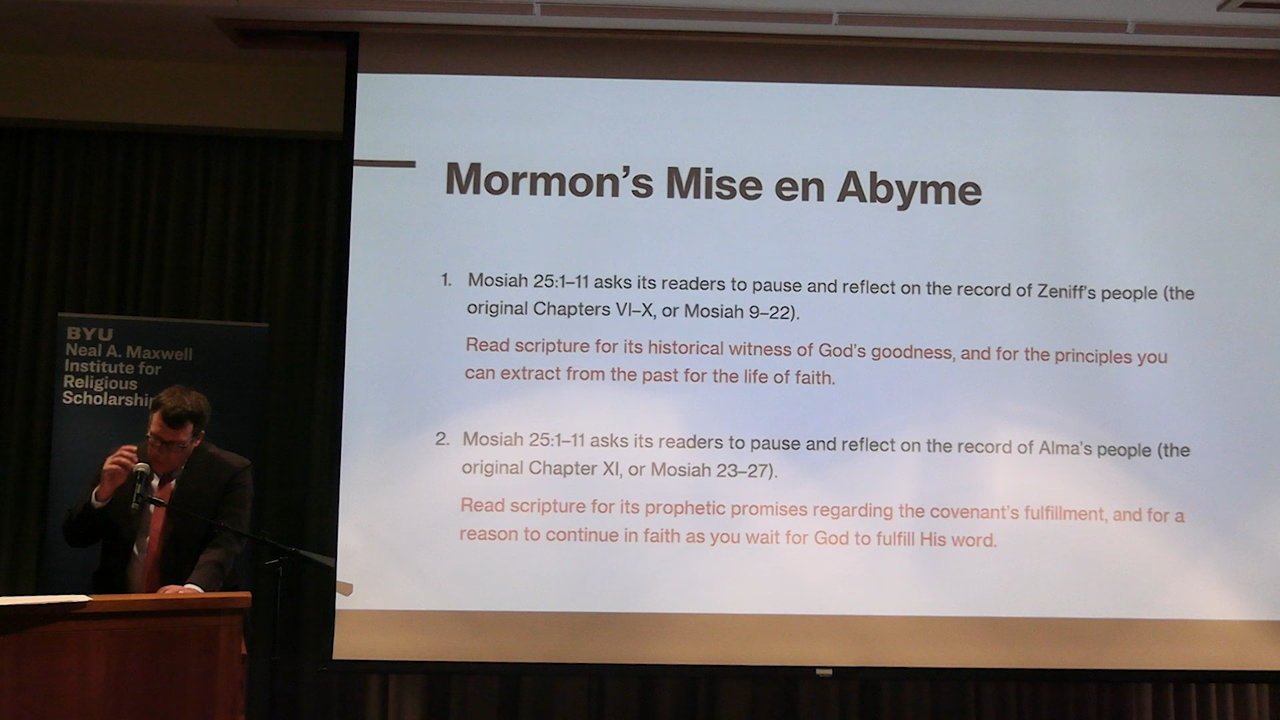 Mormon's Mise en Abyme
1. Mosiah 25:1–11 asks its readers to pause and reflect on the record of Zeniff's people (the
original Chapters VI–X, or Mosiah 9–22).
Read scripture for its historical witness of God's goodness, and for the principles you
can extract from the past for the life of faith.
2. Mosiah 25:1–11 asks its readers to pause and reflect on the record of Alma's people (the
original Chapter XI, or Mosiah 23–27).
Read scripture for its prophetic promises regarding the covenant's fulfillment, and for a
reason to continue in faith as you wait for God to fulfill His word.
BYU
Neal A. Maxwell
Institute for
Religious
Scholarship